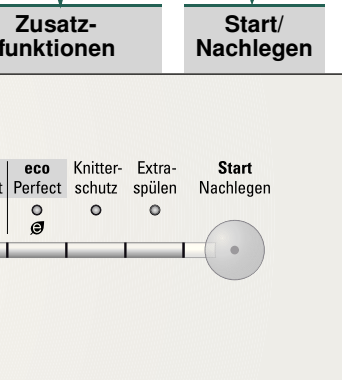 Zusatz-
funktionen
Start/
Nachlegen
eco
Perfect
Knitter-
schutz
Extra-
spülen
Start
Nachlegen